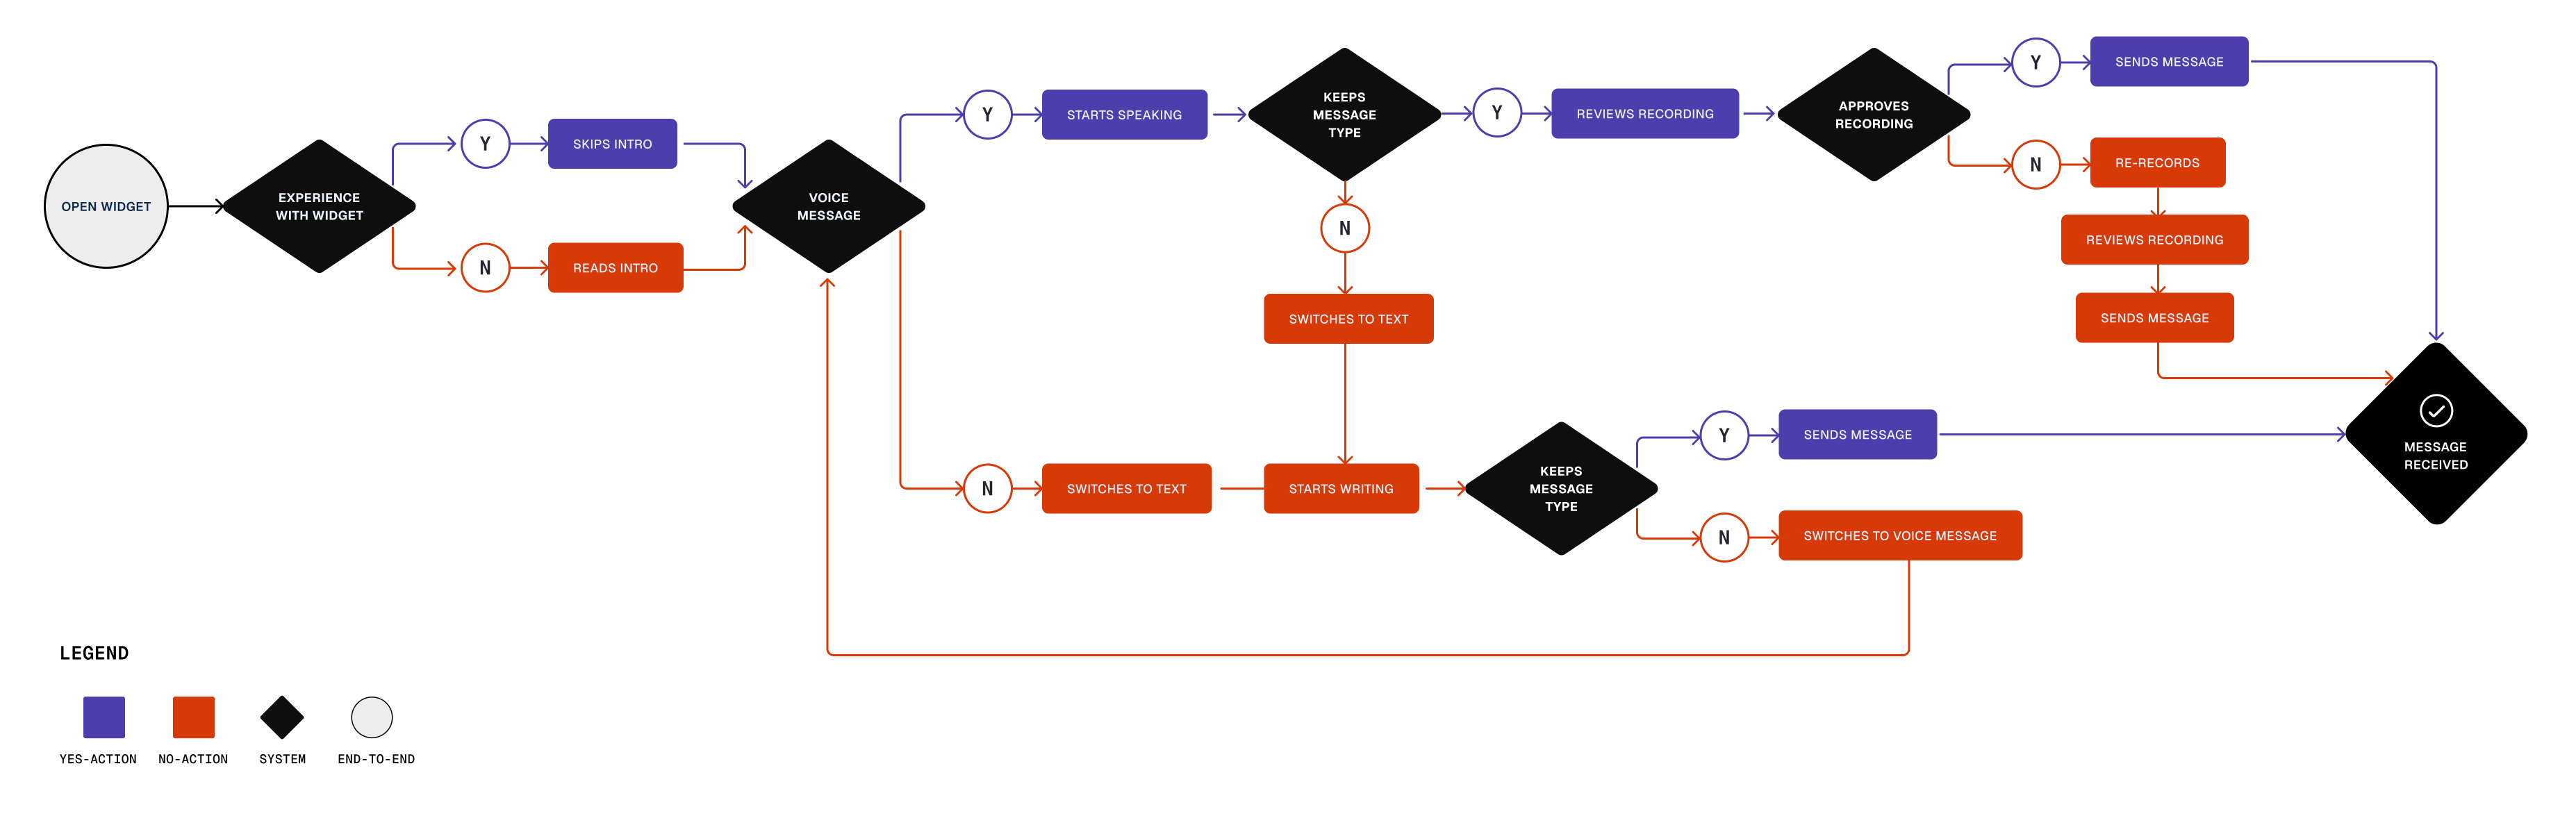 OPEN WIDGET
EXPERIENCE
WITH WIDGET
Y
SKIPS INTRO
N
READS INTRO
VOICE
MESSAGE
Y
STARTS SPEAKING
KEEPS
MESSAGE
TYPE
Y
REVIEWS RECORDING
APPROVES
RECORDING
Y
SENDS MESSAGE
N
RE-RECORDS
REVIEWS RECORDING
SENDS MESSAGE
N
SWITCHES TO TEXT
N
SWITCHES TO TEXT
STARTS WRITING
KEEPS
MESSAGE
TYPE
Y
SENDS MESSAGE
N
SWITCHES TO VOICE MESSAGE
MESSAGE
RECEIVED
LEGEND
YES-ACTION
NO-ACTION
SYSTEM
END-TO-END